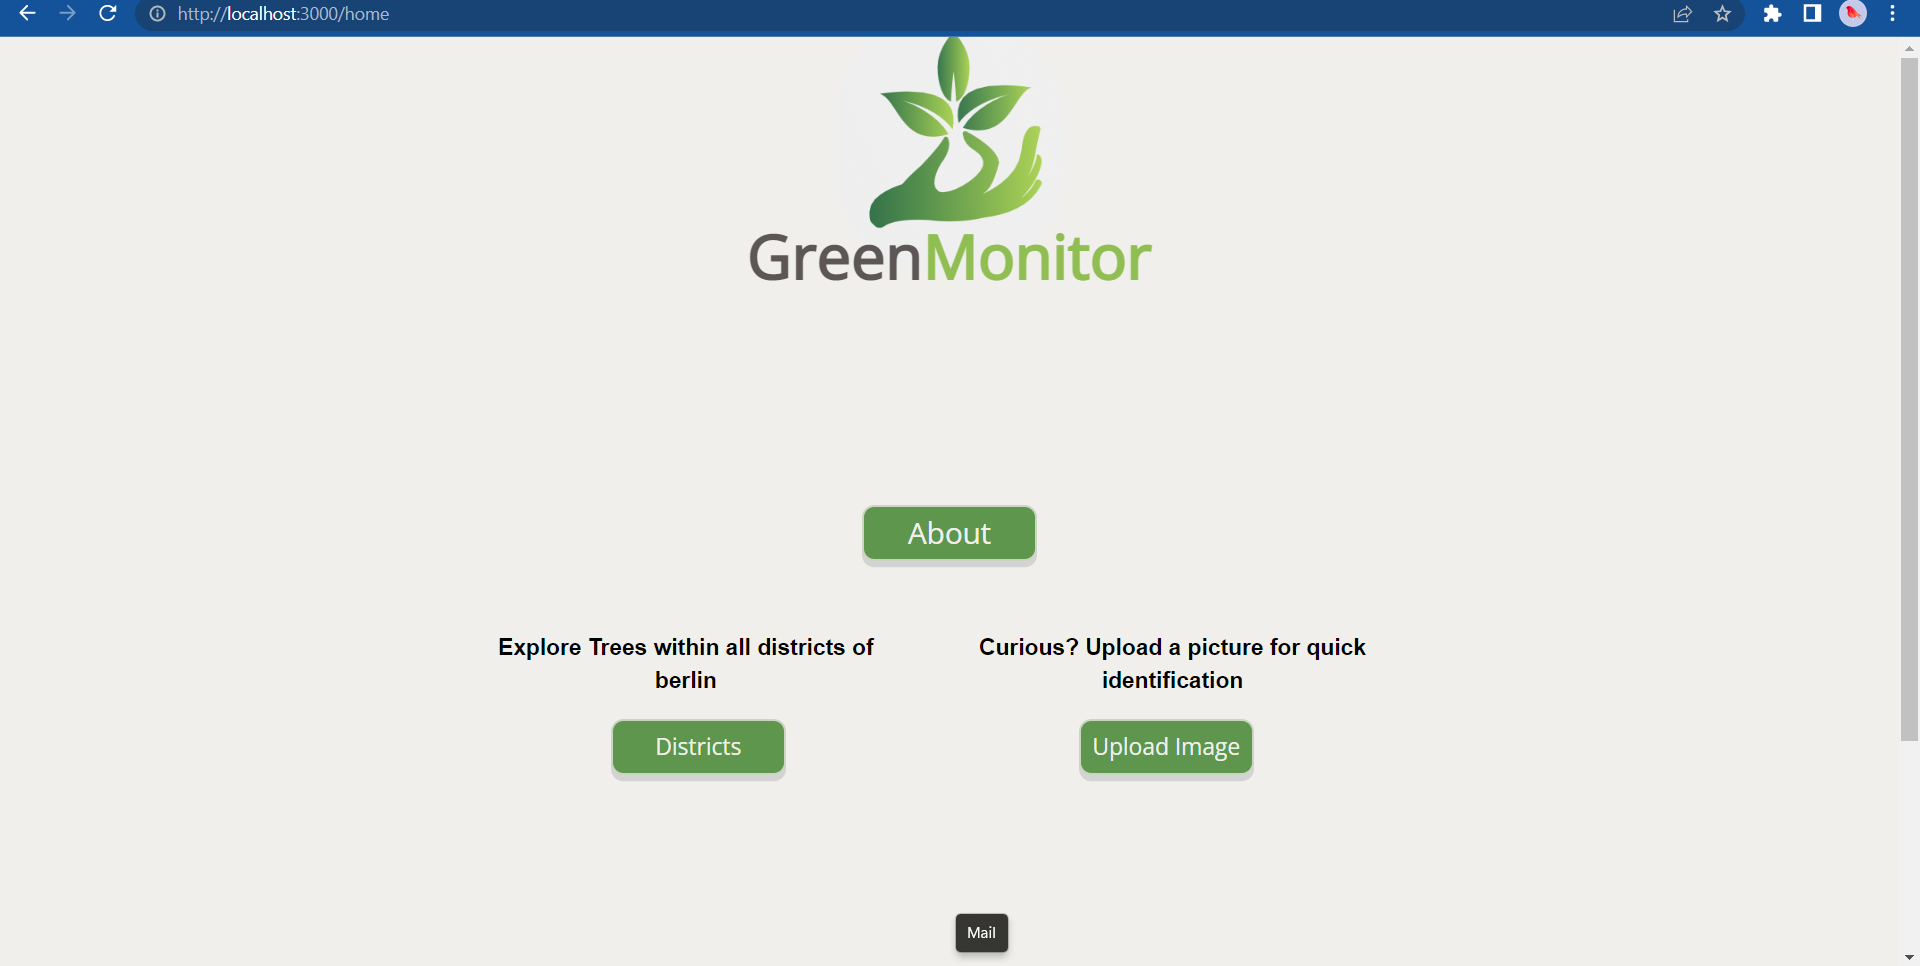 http://localhost:3000/home
GreenMonitor
About
Explore Trees within all districts of
berlin
Curious? Upload a picture for quick
identification
Districts
Upload Image
Mail